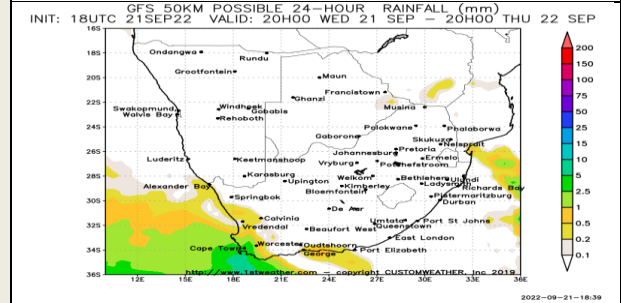 GFS 50KM POSSIBLE 24-HOUR RAINFALL (mm)
INIT: 18UTC 21SEP22 VALID: 20H00 WED 21 SEP – 20H00 THU 22 SEP
16S
Ondangwa
Rundu
18S
Grootfontein
Maun
20S
Francistown
Ghanzi
22S
Musina
Swakopmund
Windhoek
Gobabis
Walvis Bay
Rehoboth
24S
Polokwane
Phalaborwa
Gaborone
Skukuza
Nelspruit
Johannesburg
Pretoria
26S
Luderitz
Keetmanshoop
Vryburg
Potchefstroom
Ermelo
28S
Karasburg
Upington
Welkom
Bethlehem
Ulundi
Alexander Bay
Kimberley
Ladysmith
Richards Bay
Bloemfontein
30S
Springbok
Pietermaritzburg
Durban
De Aar
Calvinia
Umtata
Port St Johns
32S
Vredendal
Beaufort West
Queenstown
East London
34S
Cape Town
Worcester
Oudtshoorn
George
Port Elizabeth
36S
http://www.1stweather.com – copyright CUSTOMWEATHER, Inc 2019
12E 15E 18E 21E 24E 27E 30E 33E 36E
200
150
100
75
50
25
15
10
5
2.5
1
0.5
0.2
0.1
2022-09-21-18:39